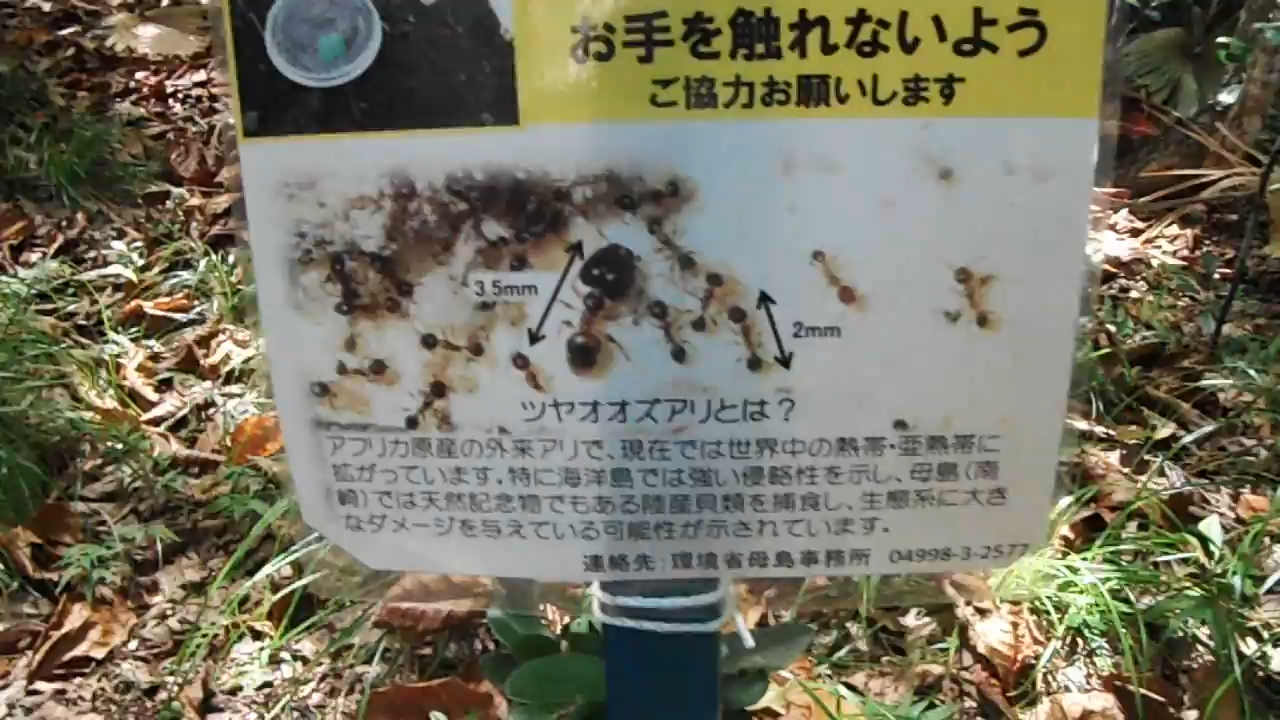 お手を触れないよう
ご協力お願いします
3.5mm
2mm
ツヤオオズアリとは？
アフリカ原産の外来アリで、現在では世界中の熱帯・亜熱帯に
拡がっています。特に海洋島では強い侵略性を示し、母島（南
崎）では天然記念物でもある陸産貝類を捕食し、生態系に大き
なダメージを与えている可能性が示されています。
連絡先：環境省母島事務所 04998-3-2577